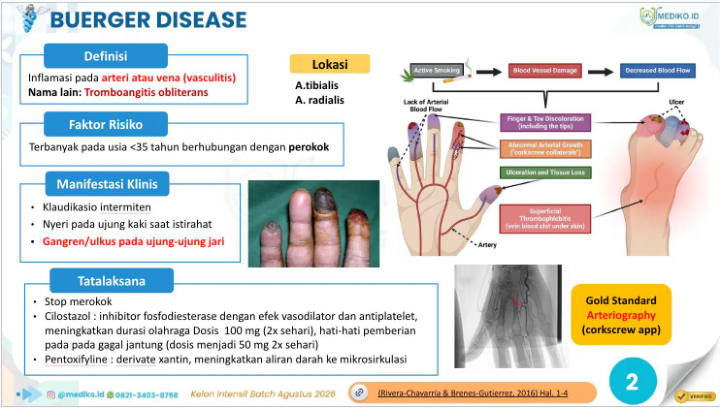 BUERGER DISEASE
MEDIKO.ID
Definisi
Inflamasi pada arteri atau vena (vasculitis)
Nama lain: Tromboangitis obliterans
Lokasi
A.tibialis
A. radialis
Faktor Risiko
Terbanyak pada usia <35 tahun berhubungan dengan perokok
Manifestasi Klinis
• Klaudikasio intermiten
• Nyeri pada ujung kaki saat istirahat
• Gangren/ulkus pada ujung-ujung jari
Active Smoking
Blood Vessel Damage
Decreased Blood Flow
Lack of Arterial
Blood Flow
Finger & Toe Discoloration
(including the tips)
Abnormal Arterial Growth
("corkscrew collaterals")
Ulceration and Tissue Loss
Superficial
Thrombophlebitis
(vein blood clot under skin)
Ulcer
Artery
Tatalaksana
• Stop merokok
• Cilostazol : inhibitor fosfodiesterase dengan efek vasodilator dan antiplatelet,
meningkatkan durasi olahraga Dosis 100 mg (2x sehari), hati-hati pemberian
pada pada gagal jantung (dosis menjadi 50 mg 2x sehari)
• Pentoxifyline : derivate xantin, meningkatkan aliran darah ke mikrosirkulasi
Gold Standard
Arteriography
(corkscrew app)
@mediko.id
0821-3403-8768
Kelon Intensif Batch Agustus 2026
(Rivera-Chavarría & Brenes-Gutierrez, 2016) Hal. 1-4
2
VERIFIED